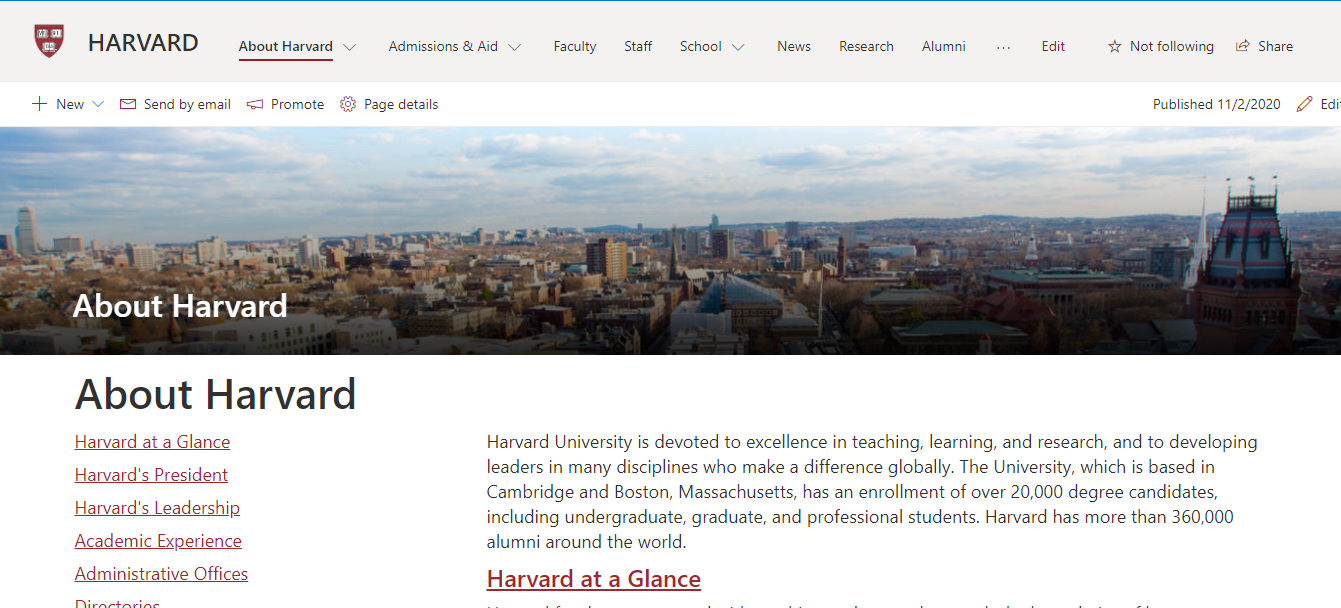 HARVARD
About Harvard
Admissions & Aid
Faculty
Staff
School
News
Research
Alumni
...
Edit
Not following
Share
New
Send by email
Promote
Page details
Published 11/2/2020
About Harvard
About Harvard
Harvard at a Glance
Harvard's President
Harvard's Leadership
Academic Experience
Administrative Offices
Directories
Harvard University is devoted to excellence in teaching, learning, and research, and to developing
leaders in many disciplines who make a difference globally. The University, which is based in
Cambridge and Boston, Massachusetts, has an enrollment of over 20,000 degree candidates,
including undergraduate, graduate, and professional students. Harvard has more than 360,000
alumni around the world.
Harvard at a Glance